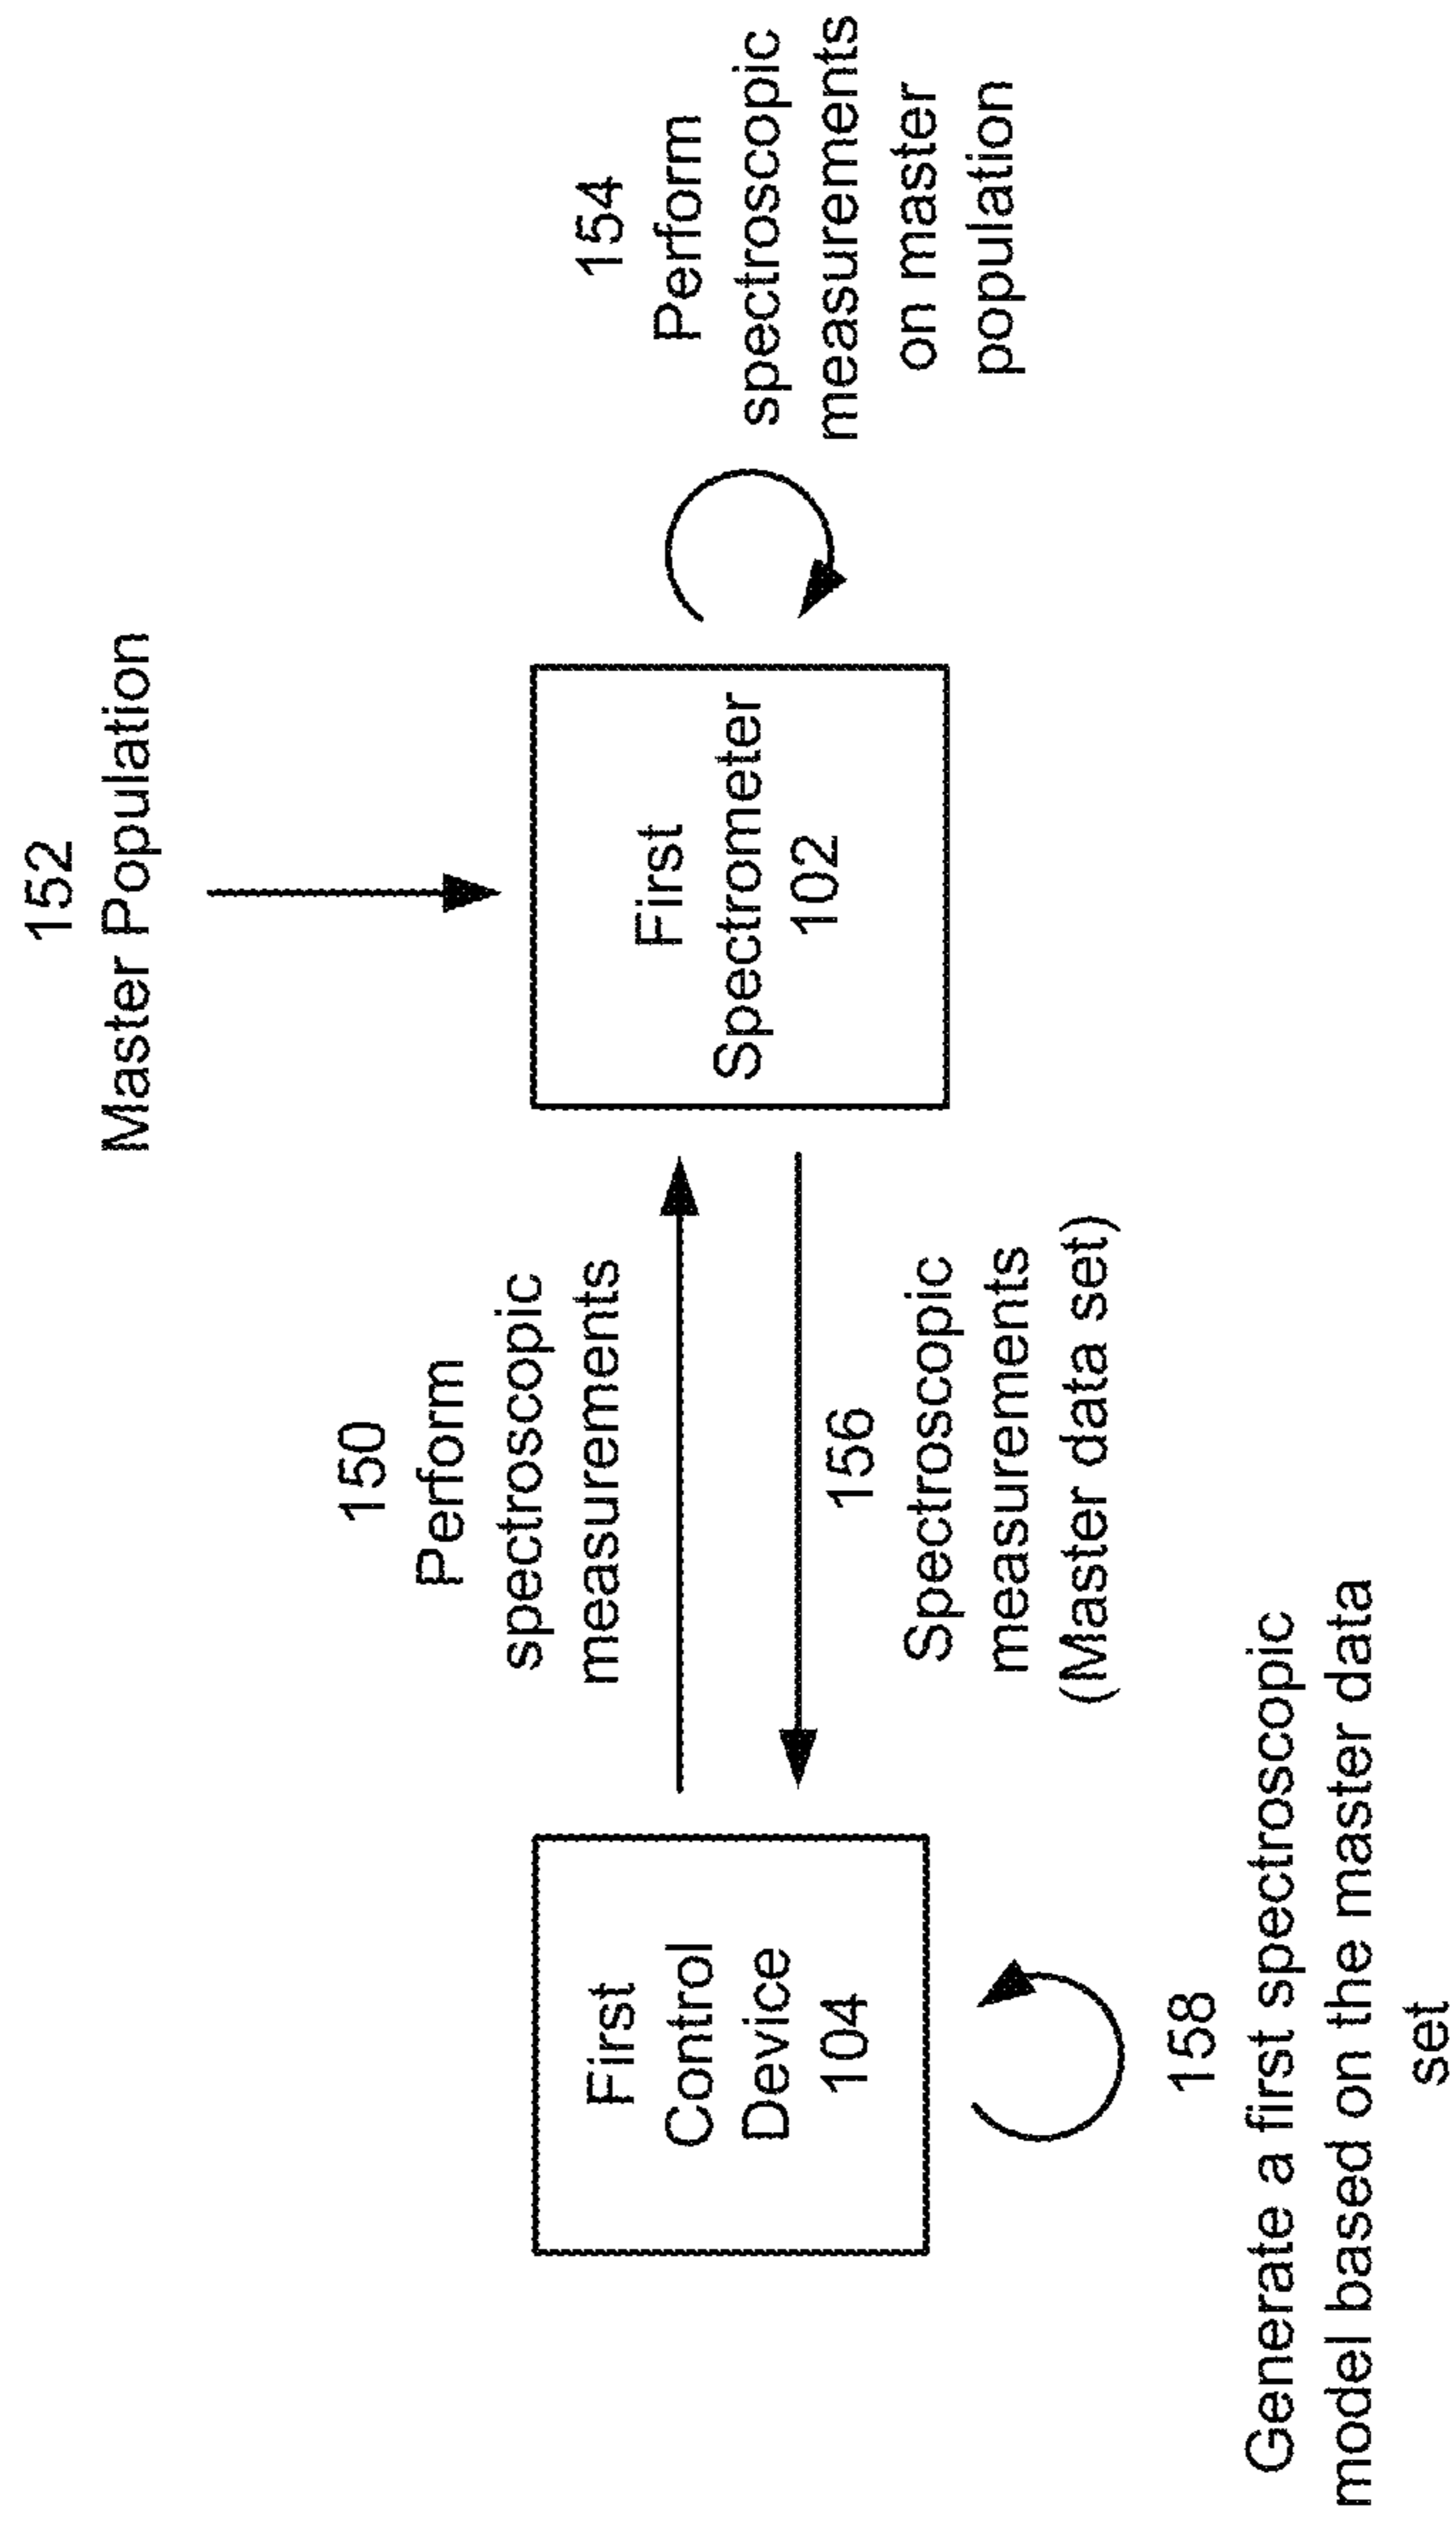 152
Master Population
150
Perform
spectroscopic
measurements
154
Perform
spectroscopic
measurements
on master
population
First
Control
Device
104
First
Spectrometer
102
156
Spectroscopic
measurements
(Master data set)
158
Generate a first spectroscopic
model based on the master data
set